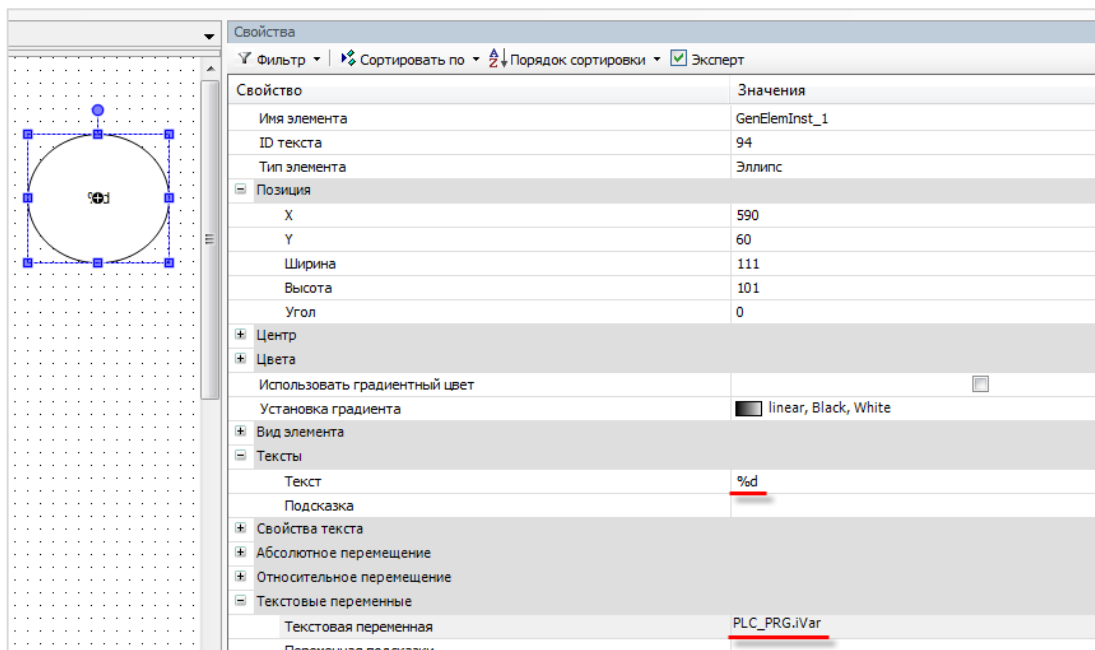 Свойства
Фильтр Сортировать по Порядок сортировки Эксперт
Свойство Значения
Имя элемента GenElemInst_1
ID текста 94
Тип элемента Эллипс
Позиция
X 590
Y 60
Ширина 111
Высота 101
Угол 0
Центр
Цвета
Использовать градиентный цвет
Установка градиента linear, Black, White
Вид элемента
Тексты
Текст %d
Подсказка
Свойства текста
Абсолютное перемещение
Относительное перемещение
Текстовые переменные
Текстовая переменная PLC_PRG.iVar
Переменная подсказки
%d